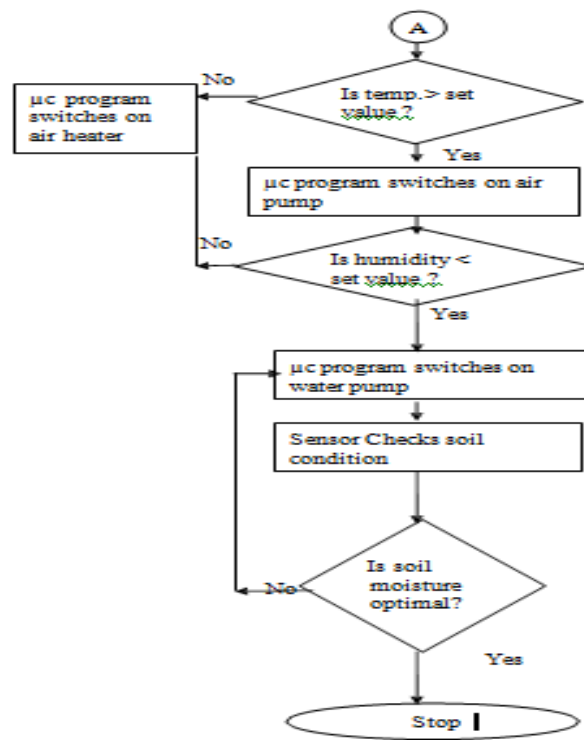 A
No
Is temp.> set
value ?
µc program
switches on
air heater
Yes
µc program switches on air
pump
No
Is humidity <
set value ?
Yes
µc program switches on
water pump
Sensor Checks soil
condition
Is soil
moisture
optimal?
No
Yes
Stop